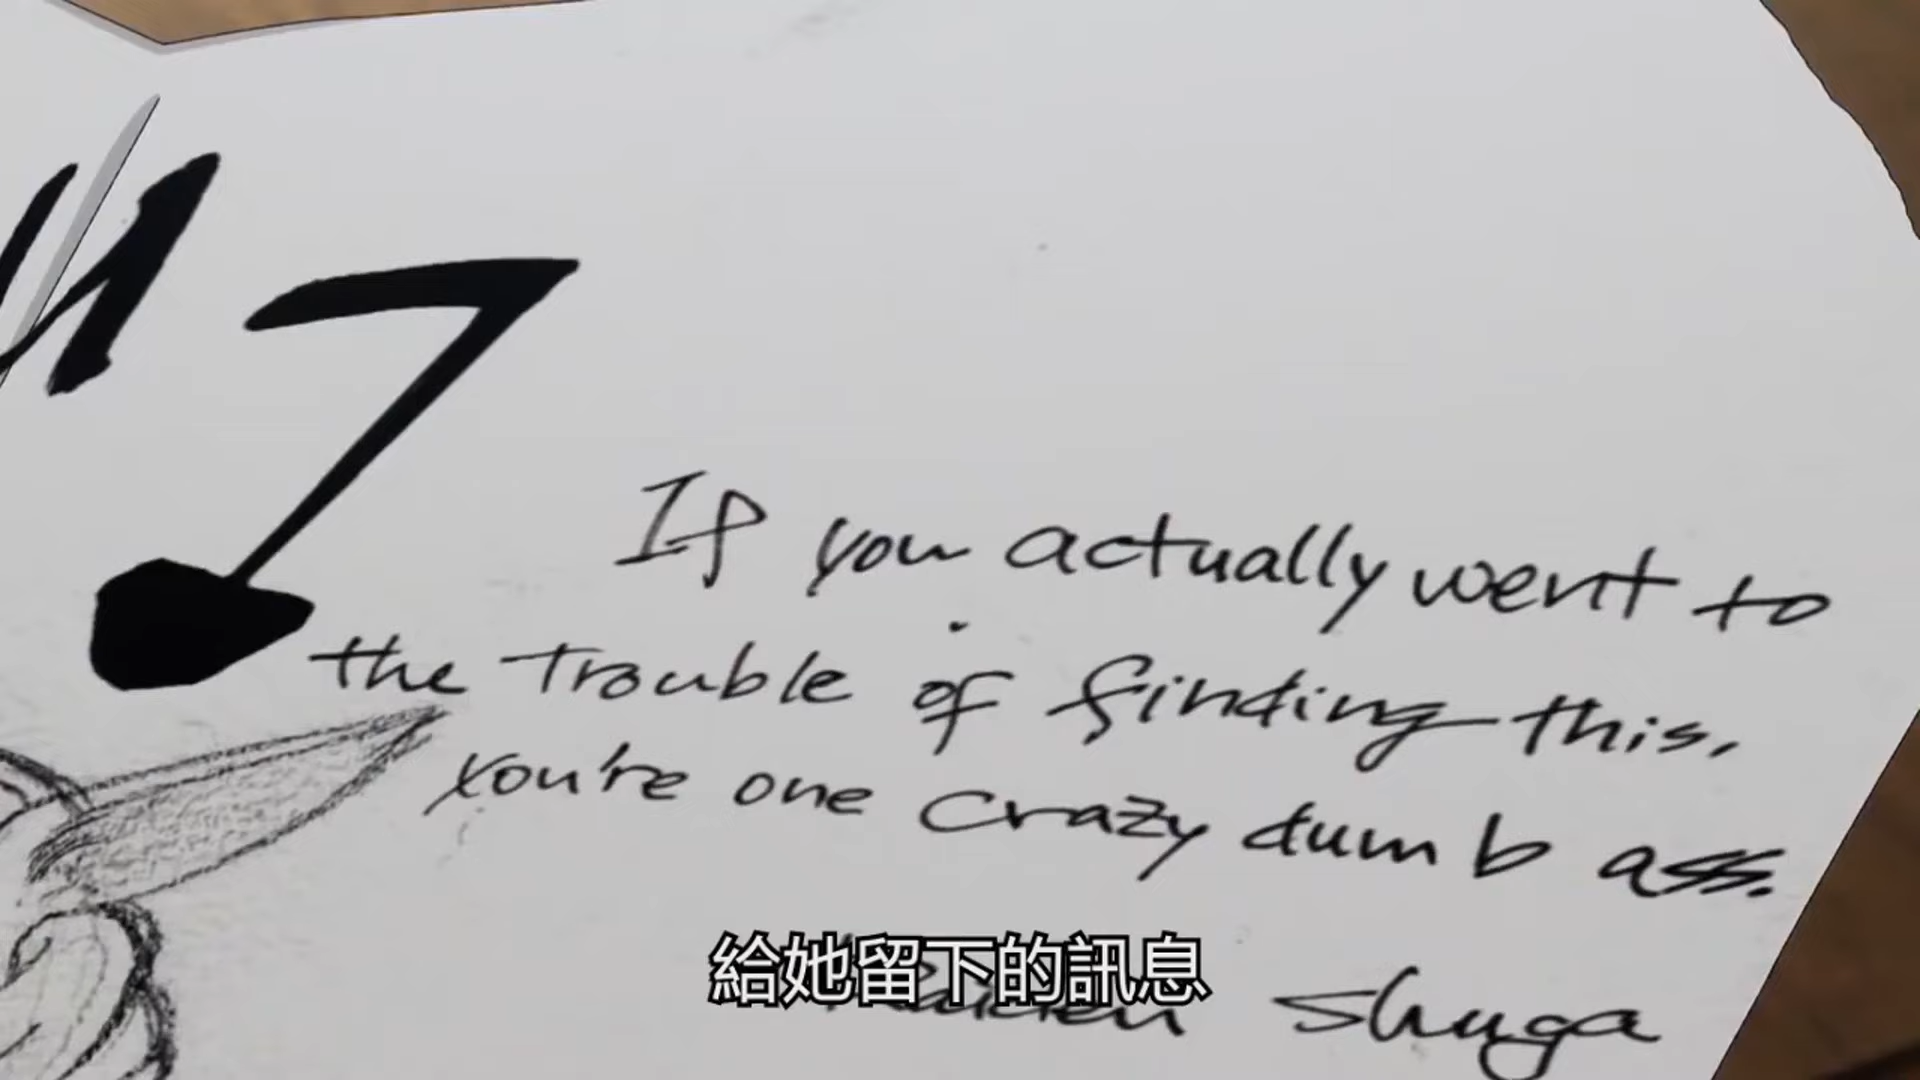 If you actually went to
the trouble of finding this,
you're one crazy dumb ass.
給她留下的訊息
Shuga